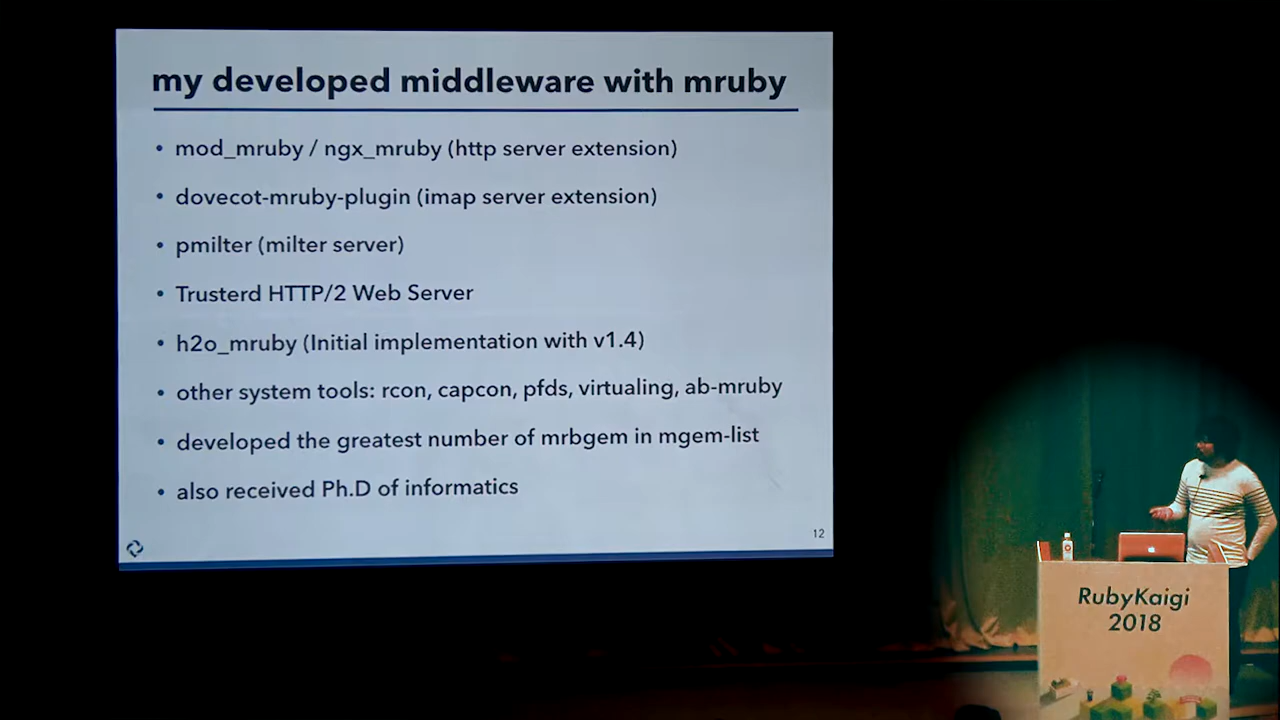 my developed middleware with mruby
• mod_mruby / ngx_mruby (http server extension)
• dovecot-mruby-plugin (imap server extension)
• pmilter (milter server)
• Trusterd HTTP/2 Web Server
• h2o_mruby (Initial implementation with v1.4)
• other system tools: rcon, capcon, pfds, virtualing, ab-mruby
• developed the greatest number of mrbgem in mgem-list
• also received Ph.D of informatics
12
RubyKaigi
2018